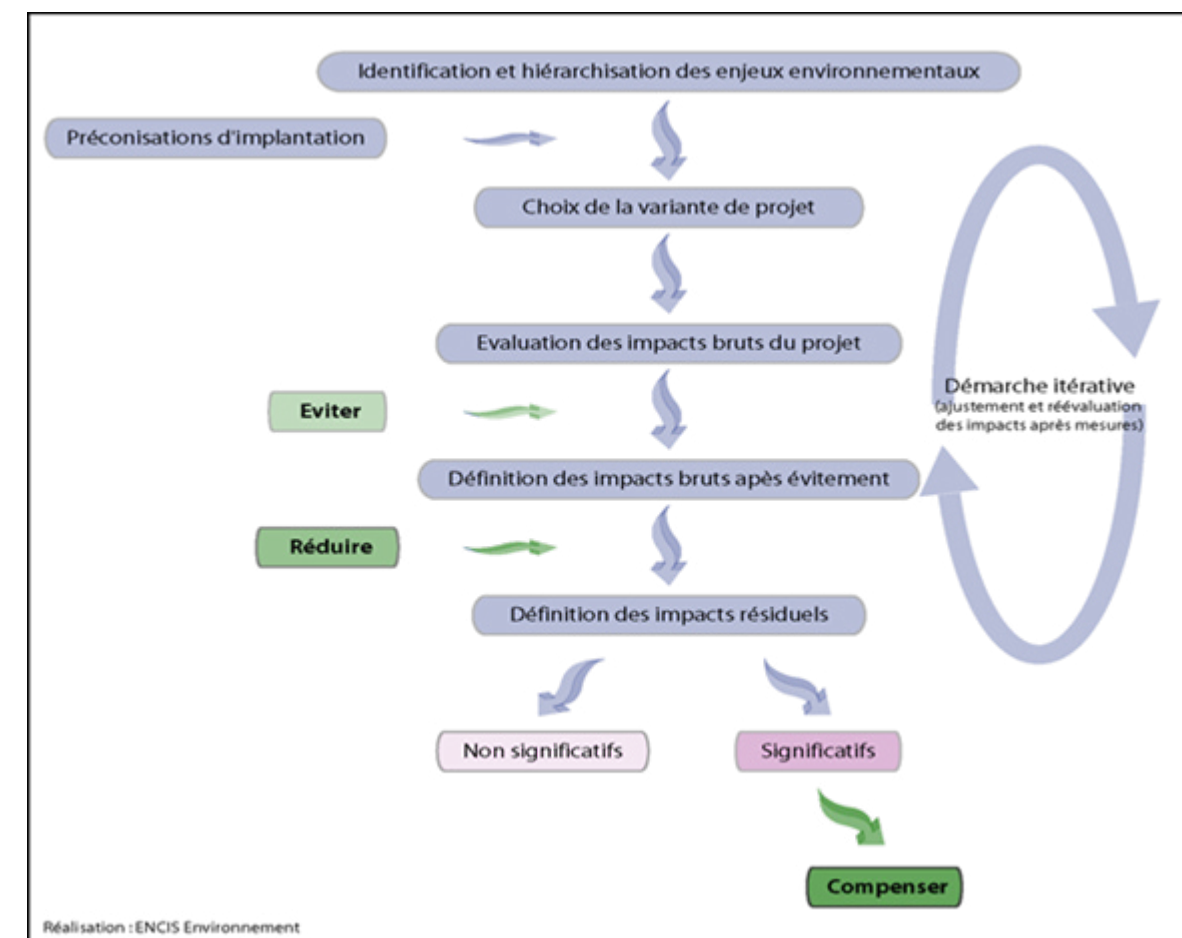 Identification et hiérarchisation des enjeux environnementaux
Préconisations d'implantation
Choix de la variante de projet
Evaluation des impacts bruts du projet
Démarche itérative
(ajustement et réévaluation
des impacts après mesures)
Eviter
Définition des impacts bruts apès évitement
Réduire
Définition des impacts résiduels
Non significatifs
Significatifs
Compenser
Réalisation : ENCIS Environnement